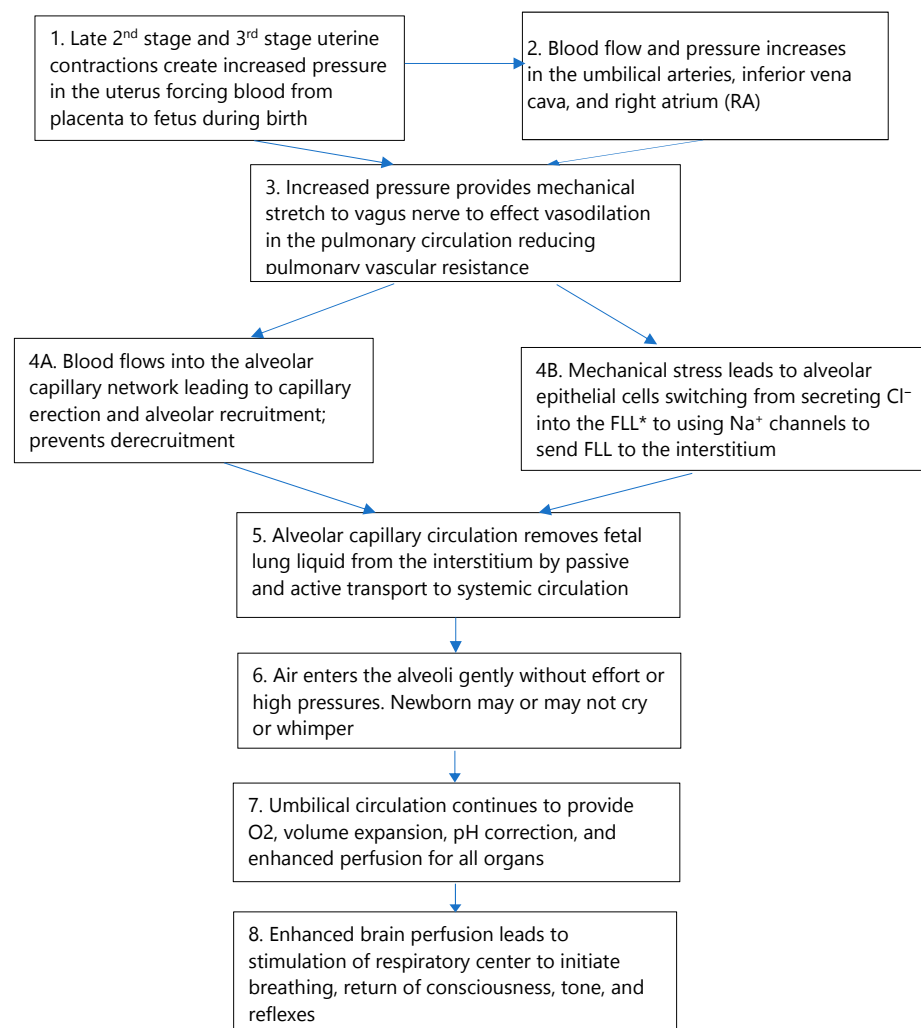 1. Late 2nd stage and 3rd stage uterine
contractions create increased pressure
in the uterus forcing blood from
placenta to fetus during birth
2. Blood flow and pressure increases
in the umbilical arteries, inferior vena
cava, and right atrium (RA)
3. Increased pressure provides mechanical
stretch to vagus nerve to effect vasodilation
in the pulmonary circulation reducing
pulmonary vascular resistance
4A. Blood flows into the alveolar
capillary network leading to capillary
erection and alveolar recruitment;
prevents derecruitment
4B. Mechanical stress leads to alveolar
epithelial cells switching from secreting Cl⁻
into the FLL* to using Na⁺ channels to
send FLL to the interstitium
5. Alveolar capillary circulation removes fetal
lung liquid from the interstitium by passive
and active transport to systemic circulation
6. Air enters the alveoli gently without effort or
high pressures. Newborn may or may not cry
or whimper
7. Umbilical circulation continues to provide
O2, volume expansion, pH correction, and
enhanced perfusion for all organs
8. Enhanced brain perfusion leads to
stimulation of respiratory center to initiate
breathing, return of consciousness, tone, and
reflexes